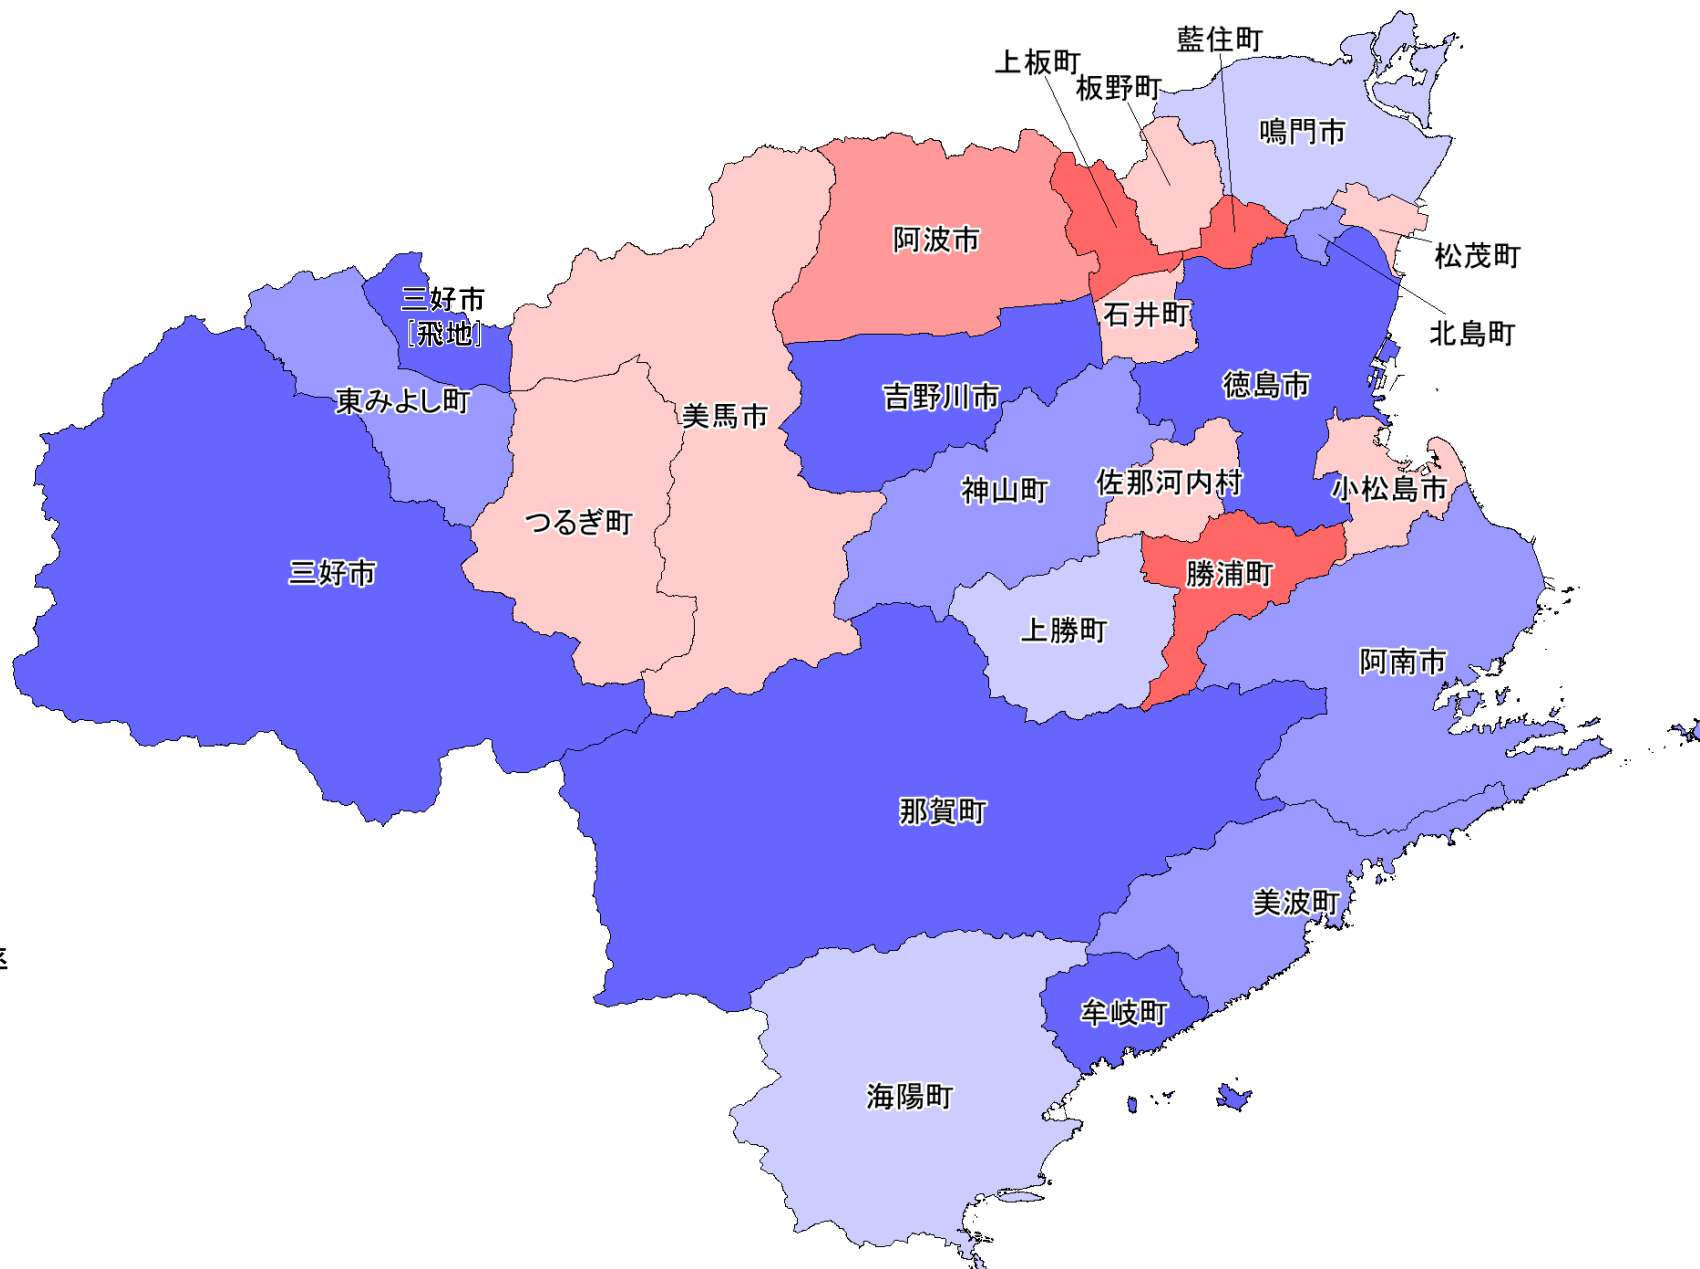 藍住町
上板町
板野町
鳴門市
阿波市
松茂町
三好市
[飛地]
石井町
北島町
東みよし町
吉野川市
徳島市
美馬市
神山町
佐那河内村
小松島市
つるぎ町
三好市
勝浦町
上勝町
阿南市
那賀町
美波町
牟岐町
海陽町